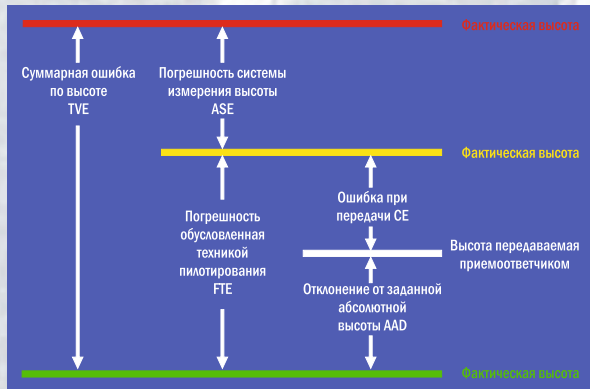 Фактическая высота
Суммарная ошибка
по высоте
TVE
Погрешность системы
измерения высоты
ASE
Фактическая высота
Ошибка при
передачи CE
Погрешность
обусловленная
техникой
пилотирования
FTE
Высота передаваемая
приемоответчиком
Отклонение от заданной
абсолютной
высоты AAD
Фактическая высота